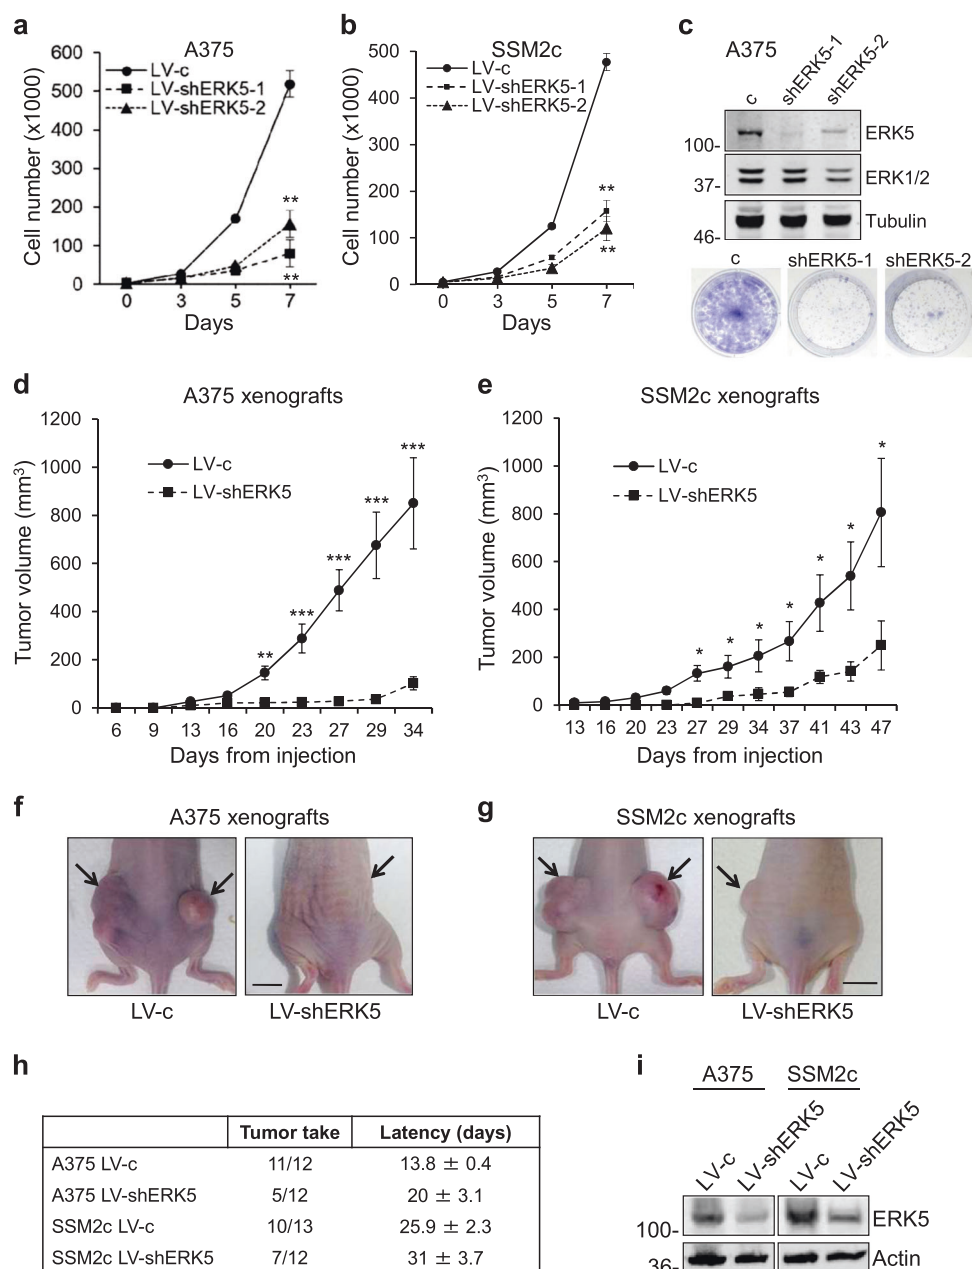 a
A375
600
500
400
300
200
100
0
Cell number (x1000)
LV-c
LV-shERK5-1
LV-shERK5-2
**
**
0 3 5 7
Days
b
SSM2c
500
400
300
200
100
0
Cell number (x1000)
LV-c
LV-shERK5-1
LV-shERK5-2
**
**
0 3 5 7
Days
c
A375
c shERK5-1 shERK5-2
100-
ERK5
37-
ERK1/2
46-
Tubulin
c shERK5-1 shERK5-2
d
A375 xenografts
1200
1000
800
600
400
200
0
Tumor volume (mm³)
LV-c
LV-shERK5
** *** *** *** ***
6 9 13 16 20 23 27 29 34
Days from injection
e
SSM2c xenografts
1200
1000
800
600
400
200
0
Tumor volume (mm³)
LV-c
LV-shERK5
* * * * * * *
13 16 20 23 27 29 34 37 41 43 47
Days from injection
f
A375 xenografts
LV-c LV-shERK5
g
SSM2c xenografts
LV-c LV-shERK5
h
Tumor take Latency (days)
A375 LV-c 11/12 13.8 ± 0.4
A375 LV-shERK5 5/12 20 ± 3.1
SSM2c LV-c 10/13 25.9 ± 2.3
SSM2c LV-shERK5 7/12 31 ± 3.7
i
A375 SSM2c
LV-c LV-shERK5 LV-c LV-shERK5
100-
ERK5
36-
Actin